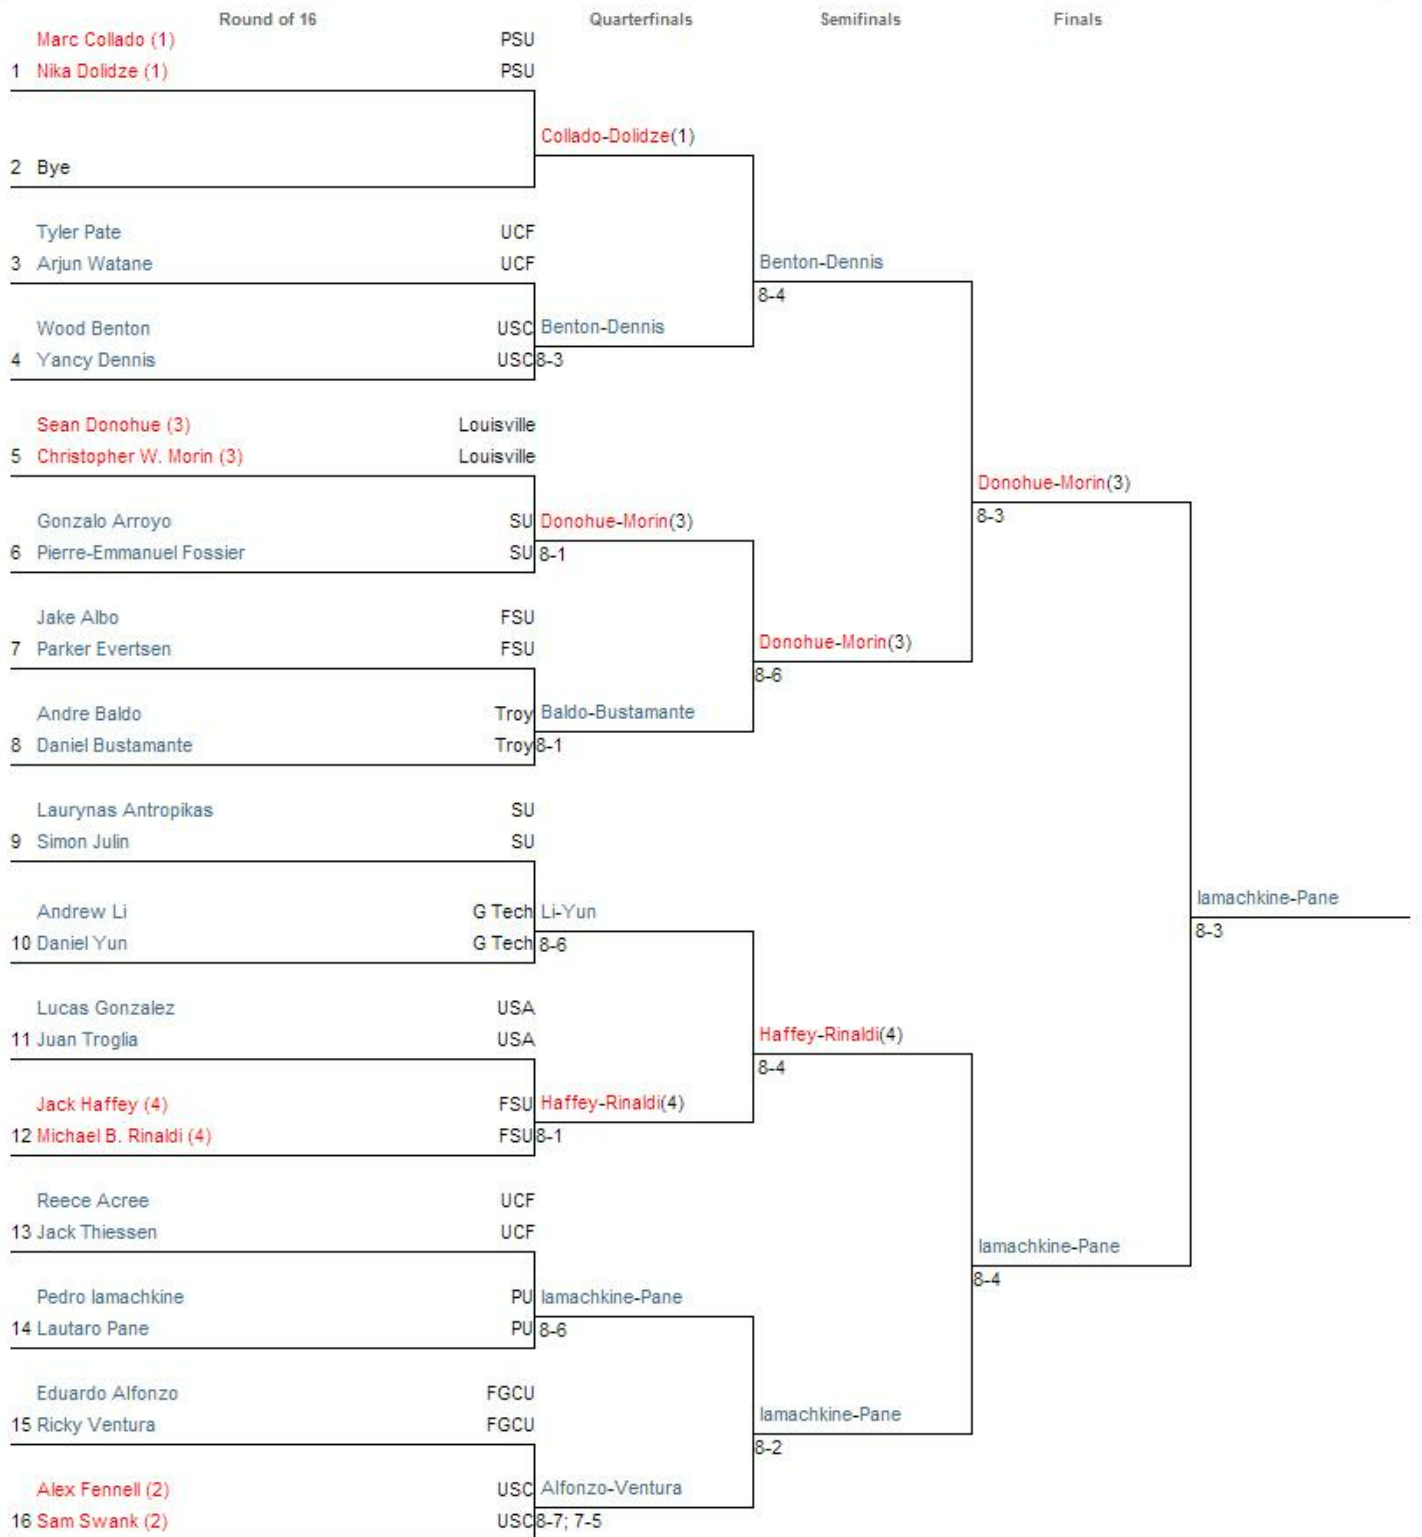 Round of 16 Quarterfinals Semifinals Finals
Marc Collado (1) PSU
1 Nika Dolidze (1) PSU
Collado-Dolidze(1)
2 Bye
Tyler Pate UCF
3 Arjun Watane UCF
Benton-Dennis
8-4
Wood Benton USC Benton-Dennis
4 Yancy Dennis USC 8-3
Sean Donohue (3) Louisville
5 Christopher W. Morin (3) Louisville
Donohue-Morin(3)
8-3
Gonzalo Arroyo SU Donohue-Morin(3)
6 Pierre-Emmanuel Fossier SU 8-1
Jake Albo FSU
7 Parker Evertsen FSU
Donohue-Morin(3)
8-6
Andre Baldo Troy Baldo-Bustamante
8 Daniel Bustamante Troy 8-1
Laurynas Antropikas SU
9 Simon Julin SU
Iamachkine-Pane
8-3
Andrew Li G Tech Li-Yun
10 Daniel Yun G Tech 8-6
Lucas Gonzalez USA
11 Juan Troglia USA
Haffey-Rinaldi(4)
8-4
Jack Haffey (4) FSU Haffey-Rinaldi(4)
12 Michael B. Rinaldi (4) FSU 8-1
Reece Acree UCF
13 Jack Thiessen UCF
Iamachkine-Pane
8-4
Pedro Iamachkine PU Iamachkine-Pane
14 Lautaro Pane PU 8-6
Eduardo Alfonzo FGCU
15 Ricky Ventura FGCU
Iamachkine-Pane
8-2
Alex Fennell (2) USC Alfonzo-Ventura
16 Sam Swank (2) USC 8-7; 7-5